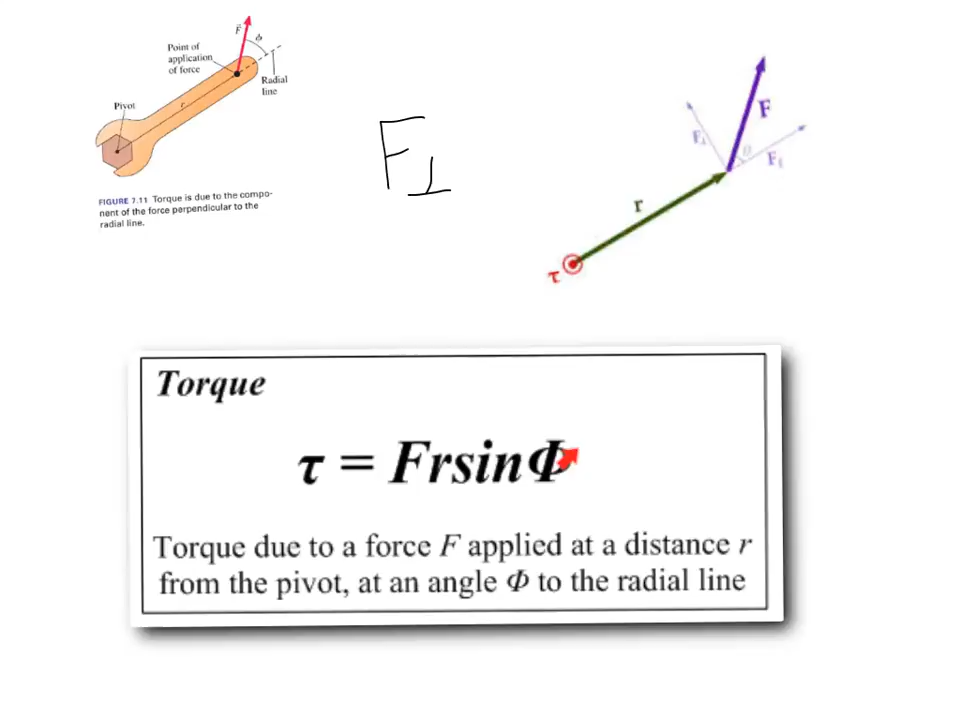 F
ϕ
Point of
application
of force
Radial
line
r
Pivot
FIGURE 7.11 Torque is due to the compo-
nent of the force perpendicular to the
radial line.
F⊥
F
F⊥
θ
r
τ
Torque
τ = FrsinΦ
Torque due to a force F applied at a distance r
from the pivot, at an angle Φ to the radial line